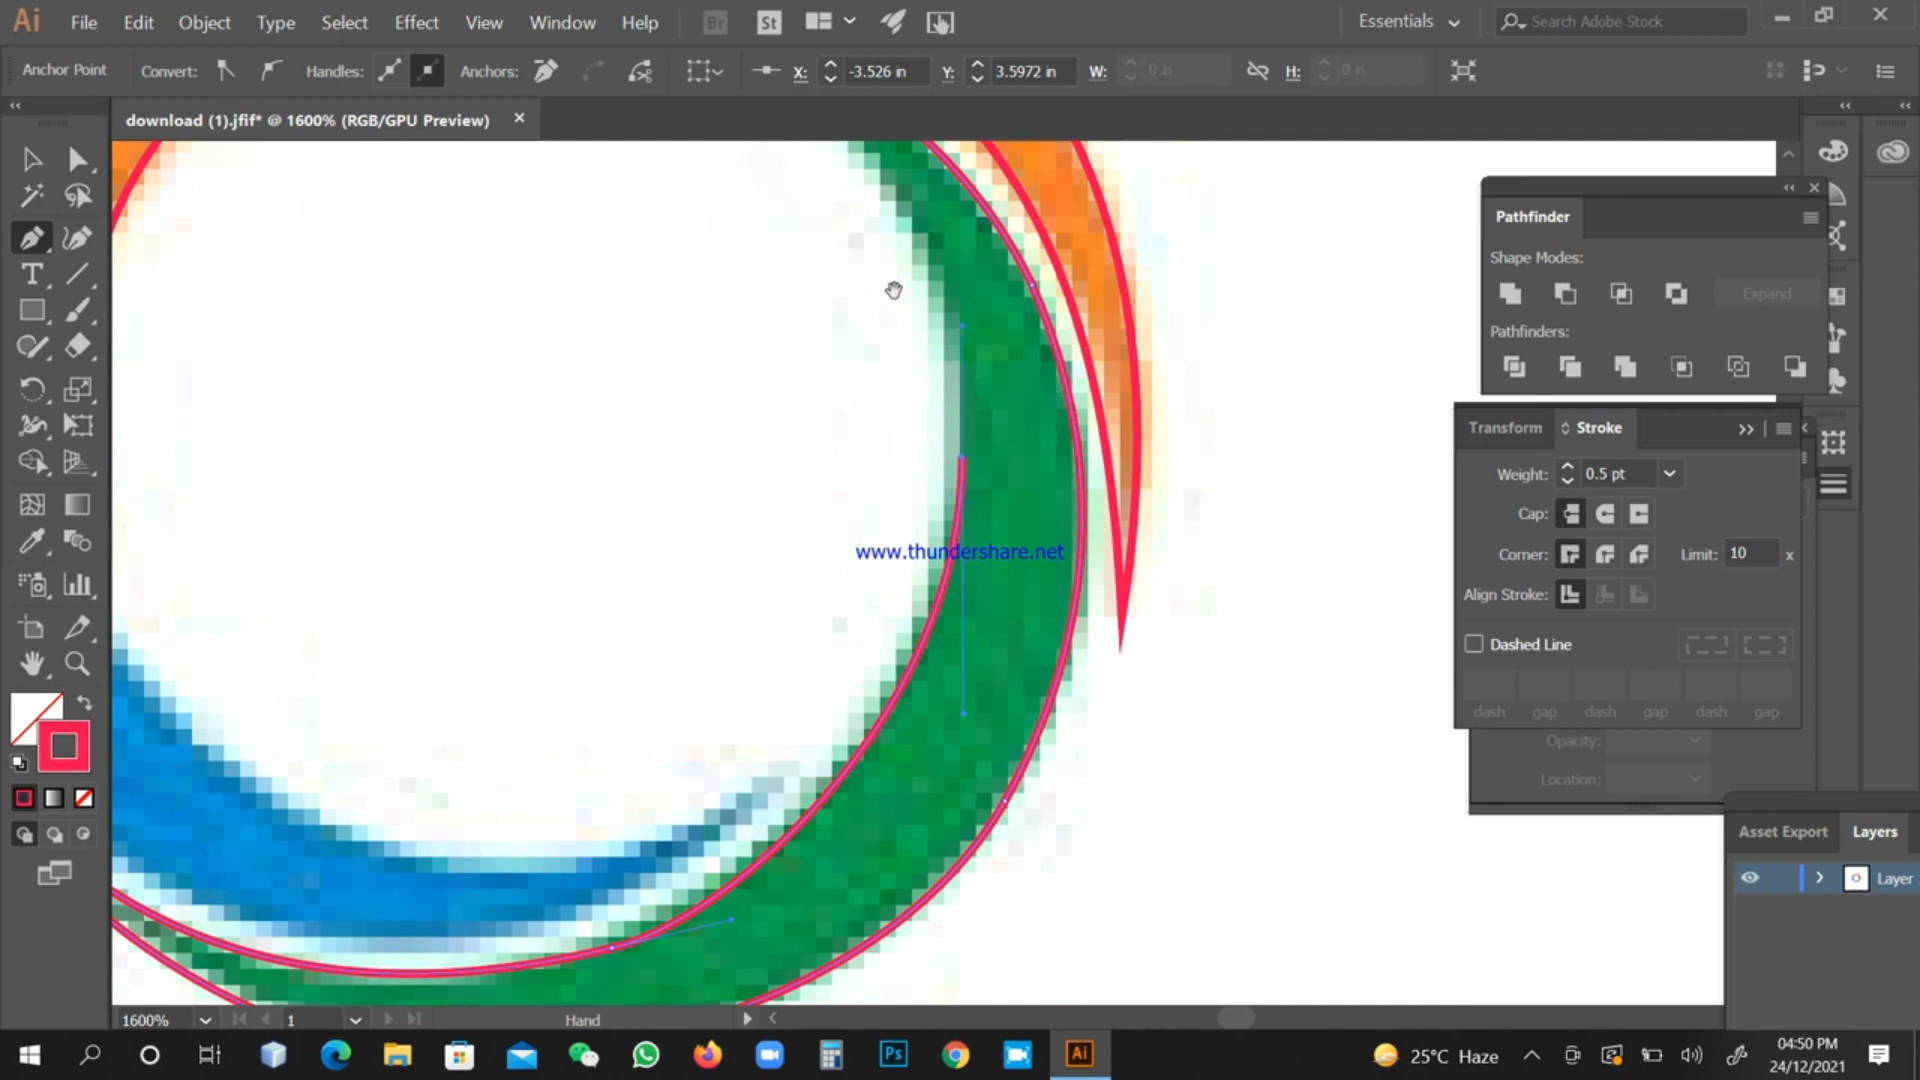 Ai File Edit Object Type Select Effect View Window Help Br St Essentials Search Adobe Stock
Anchor Point Convert: Handles: Anchors: X: -3.526 in Y: 3.5972 in W: 0 in H: 0 in
download (1).jfif* @ 1600% (RGB/GPU Preview)
Pathfinder
Shape Modes:
Expand
Pathfinders:
Transform Stroke
Weight: 0.5 pt
Cap:
Corner: Limit: 10 x
Align Stroke:
Dashed Line
dash gap dash gap dash gap
Opacity:
Location:
www.thundershare.net
Asset Export Layers
Layer
1600% 1 Hand
Ps Ai 25°C Haze 04:50 PM
24/12/2021